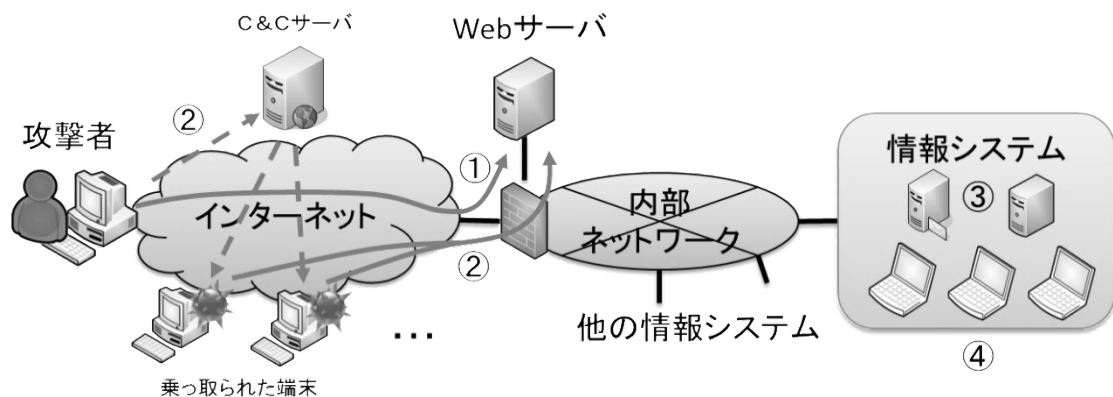 C&Cサーバ
Webサーバ
②
攻撃者
①
情報システム
③
インターネット
内部
ネットワーク
②
他の情報システム
④
…
乗っ取られた端末